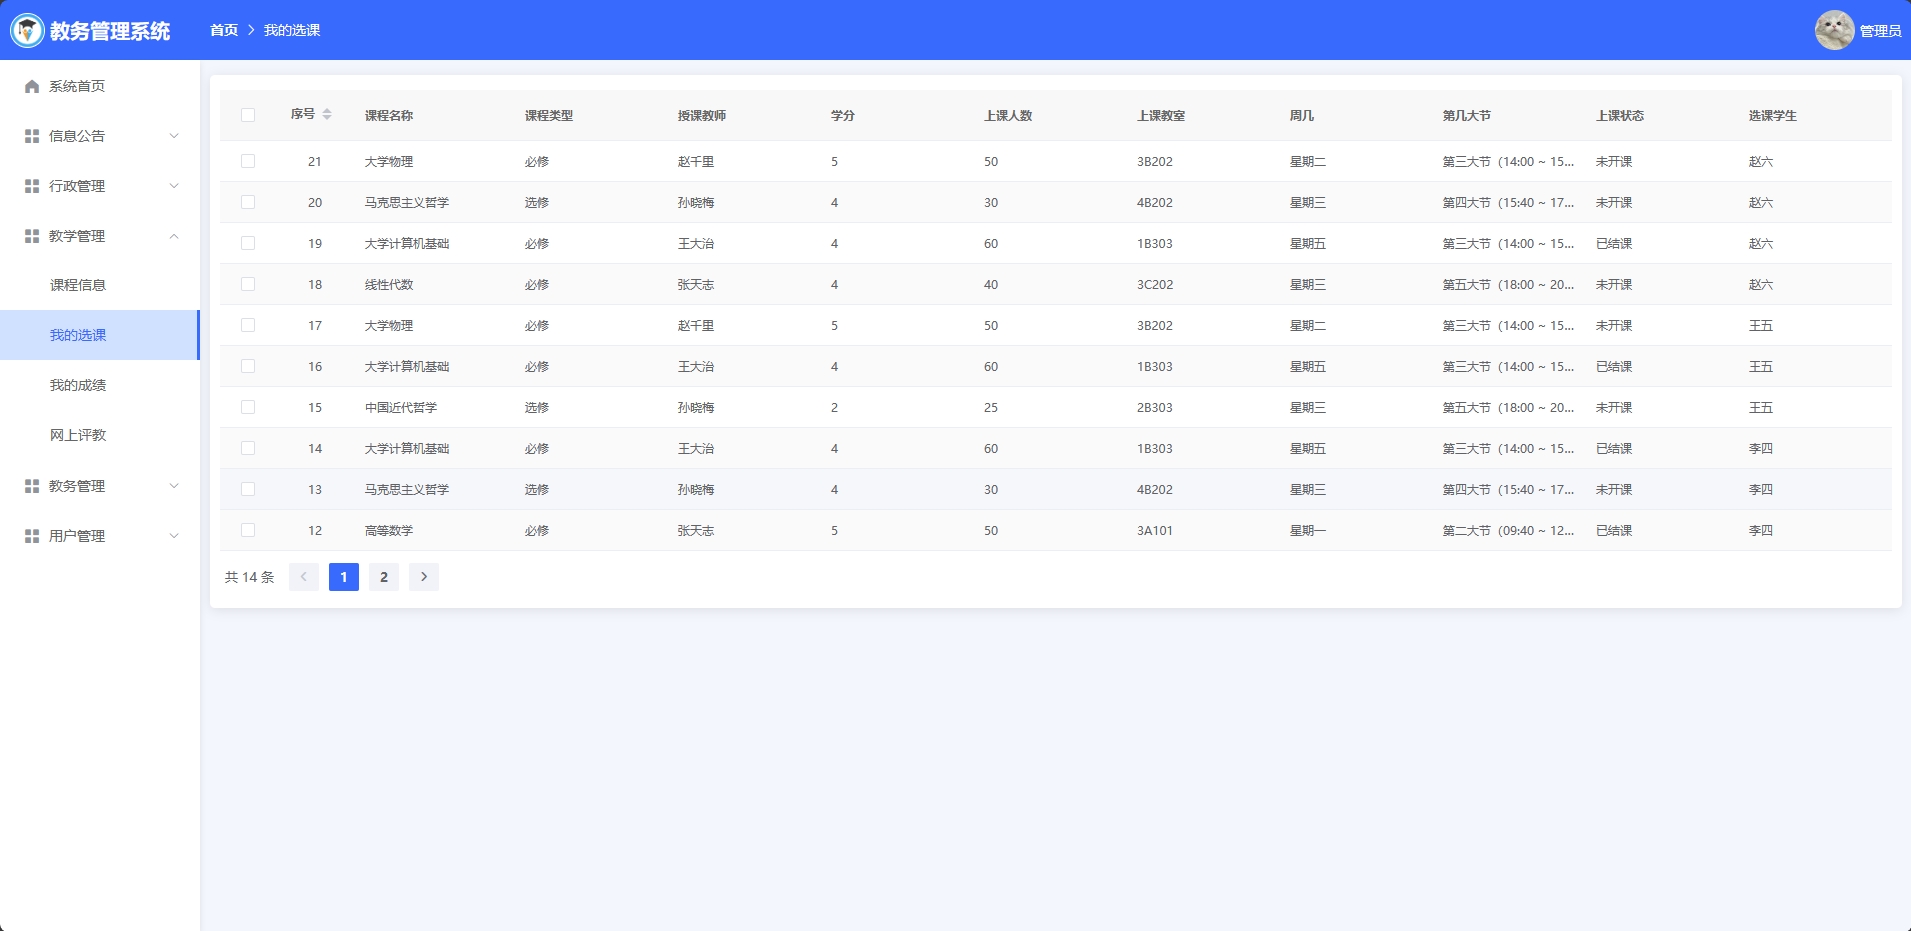 教务管理系统 首页 > 我的选课 管理员
系统首页
信息公告
行政管理
教学管理
课程信息
我的选课
我的成绩
网上评教
教务管理
用户管理
序号 课程名称 课程类型 授课教师 学分 上课人数 上课教室 周几 第几大节 上课状态 选课学生
21 大学物理 必修 赵千里 5 50 3B202 星期二 第三大节（14:00 ~ 15... 未开课 赵六
20 马克思主义哲学 选修 孙晓梅 4 30 4B202 星期三 第四大节（15:40 ~ 17... 未开课 赵六
19 大学计算机基础 必修 王大治 4 60 1B303 星期五 第三大节（14:00 ~ 15... 已结课 赵六
18 线性代数 必修 张天志 4 40 3C202 星期三 第五大节（18:00 ~ 20... 未开课 赵六
17 大学物理 必修 赵千里 5 50 3B202 星期二 第三大节（14:00 ~ 15... 未开课 王五
16 大学计算机基础 必修 王大治 4 60 1B303 星期五 第三大节（14:00 ~ 15... 已结课 王五
15 中国近代哲学 选修 孙晓梅 2 25 2B303 星期三 第五大节（18:00 ~ 20... 未开课 王五
14 大学计算机基础 必修 王大治 4 60 1B303 星期五 第三大节（14:00 ~ 15... 已结课 李四
13 马克思主义哲学 选修 孙晓梅 4 30 4B202 星期三 第四大节（15:40 ~ 17... 未开课 李四
12 高等数学 必修 张天志 5 50 3A101 星期一 第二大节（09:40 ~ 12... 已结课 李四
共 14 条 < 1 2 >